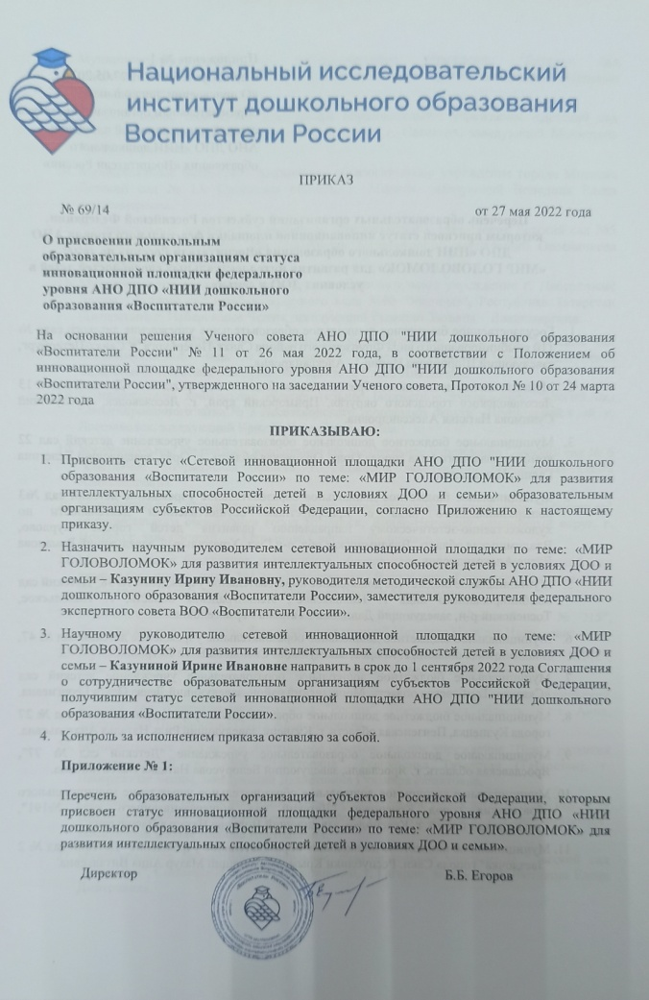 Национальный исследовательский
институт дошкольного образования
Воспитатели России
ПРИКАЗ
№ 69/14 от 27 мая 2022 года
О присвоении дошкольным
образовательным организациям статуса
инновационной площадки федерального
уровня АНО ДПО «НИИ дошкольного
образования «Воспитатели России»
На основании решения Ученого совета АНО ДПО "НИИ дошкольного образования
«Воспитатели России" № 11 от 26 мая 2022 года, в соответствии с Положением об
инновационной площадке федерального уровня АНО ДПО "НИИ дошкольного образования
«Воспитатели России", утвержденного на заседании Ученого совета, Протокол № 10 от 24 марта
2022 года
ПРИКАЗЫВАЮ:
1. Присвоить статус «Сетевой инновационной площадки АНО ДПО "НИИ дошкольного
образования «Воспитатели России» по теме: «МИР ГОЛОВОЛОМОК» для развития
интеллектуальных способностей детей в условиях ДОО и семьи» образовательным
организациям субъектов Российской Федерации, согласно Приложению к настоящему
приказу.
2. Назначить научным руководителем сетевой инновационной площадки по теме: «МИР
ГОЛОВОЛОМОК» для развития интеллектуальных способностей детей в условиях ДОО и
семьи – Казунину Ирину Ивановну, руководителя методической службы АНО ДПО «НИИ
дошкольного образования «Воспитатели России», заместителя руководителя федерального
экспертного совета ВОО «Воспитатели России».
3. Научному руководителю сетевой инновационной площадки по теме: «МИР
ГОЛОВОЛОМОК» для развития интеллектуальных способностей детей в условиях ДОО и
семьи – Казуниной Ирине Ивановне направить в срок до 1 сентября 2022 года Соглашения
о сотрудничестве образовательным организациям субъектов Российской Федерации,
получившим статус сетевой инновационной площадки АНО ДПО "НИИ дошкольного
образования «Воспитатели России».
4. Контроль за исполнением приказа оставляю за собой.
Приложение № 1:
Перечень образовательных организаций субъектов Российской Федерации, которым
присвоен статус инновационной площадки федерального уровня АНО ДПО «НИИ
дошкольного образования «Воспитатели России» по теме: «МИР ГОЛОВОЛОМОК» для
развития интеллектуальных способностей детей в условиях ДОО и семьи».
Директор Б.Б. Егоров